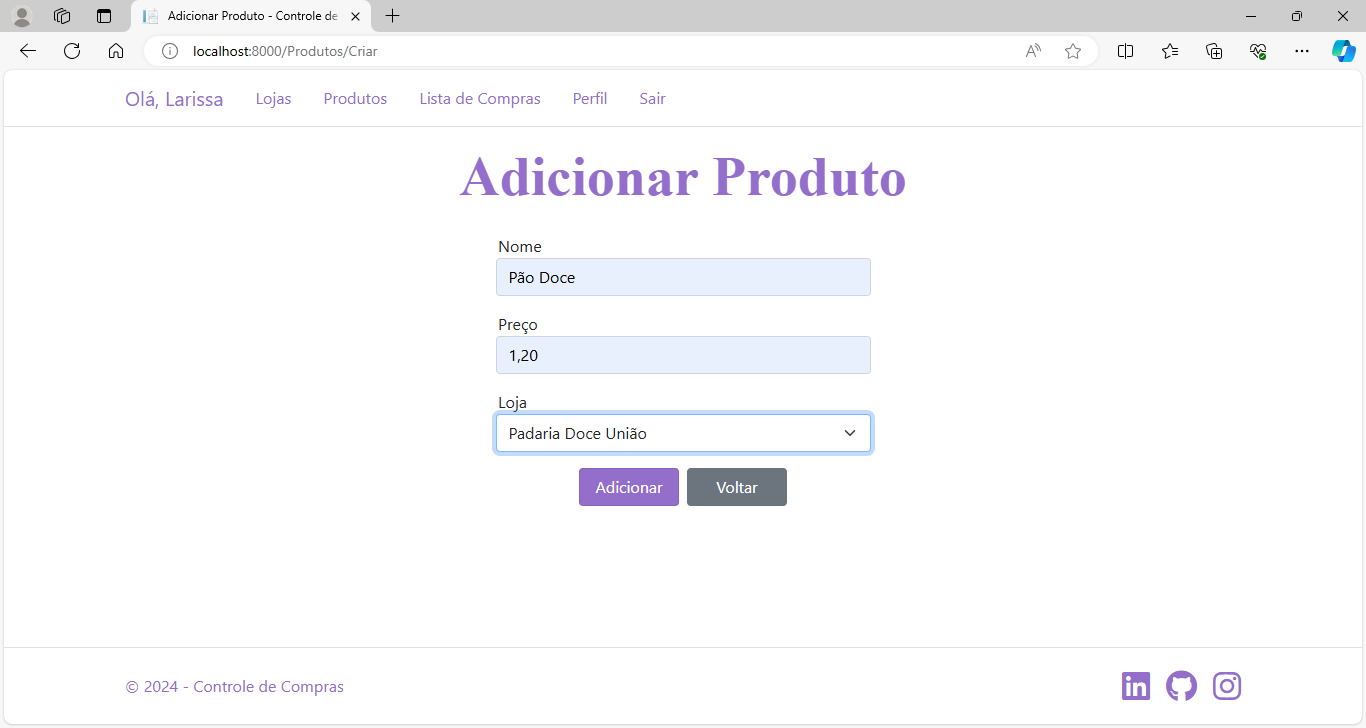 Adicionar Produto - Controle de
localhost:8000/Produtos/Criar
Olá, Larissa Lojas Produtos Lista de Compras Perfil Sair
Adicionar Produto
Nome
Pão Doce
Preço
1,20
Loja
Padaria Doce União
Adicionar Voltar
© 2024 - Controle de Compras